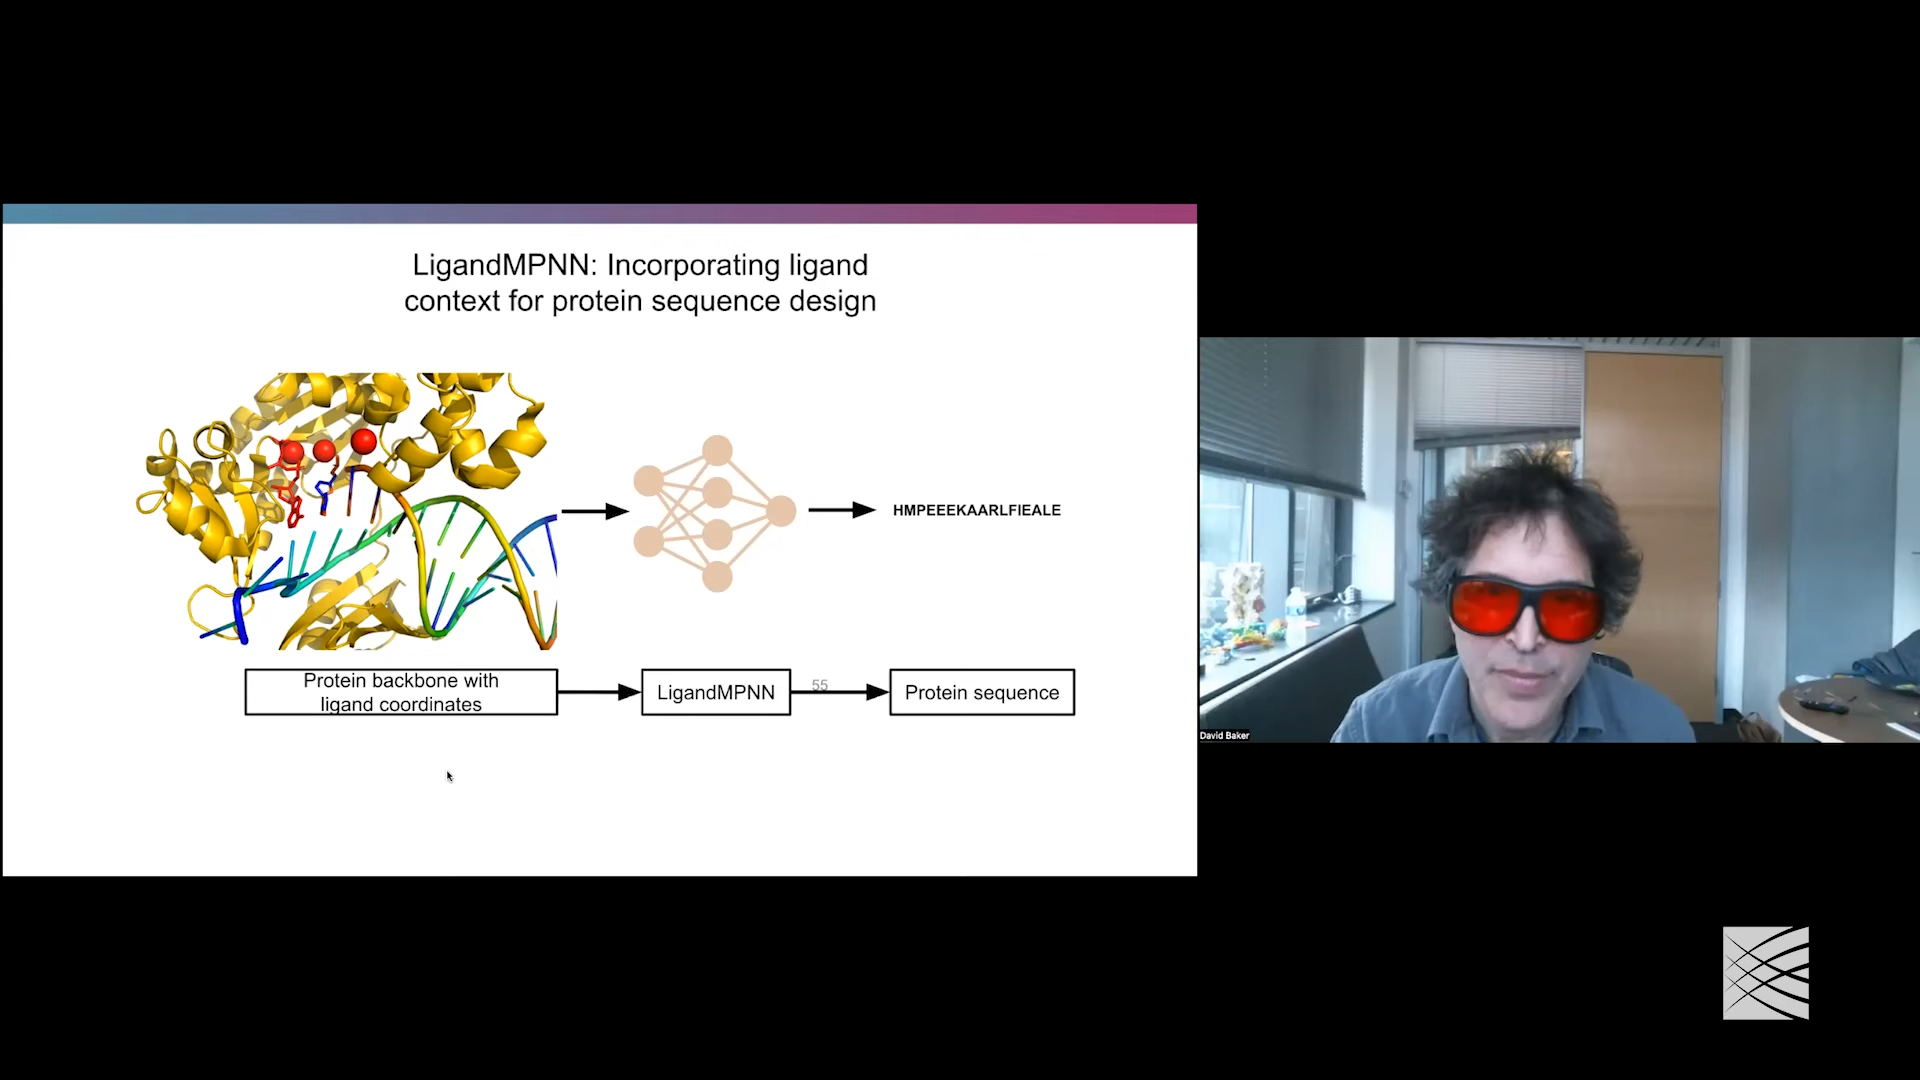 LigandMPNN: Incorporating ligand
context for protein sequence design
HMPEEEKAARLFIEALE
Protein backbone with
ligand coordinates
LigandMPNN
55
Protein sequence
David Baker